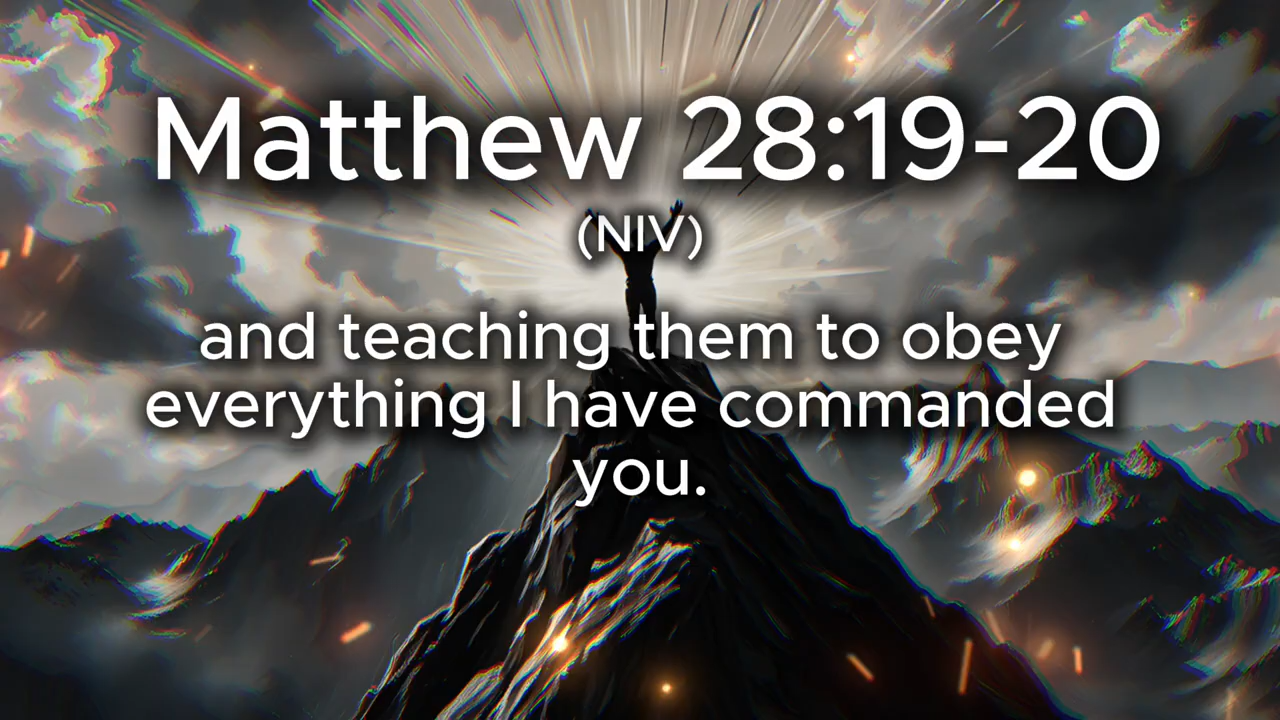 Matthew 28:19-20
(NIV)
and teaching them to obey
everything I have commanded
you.